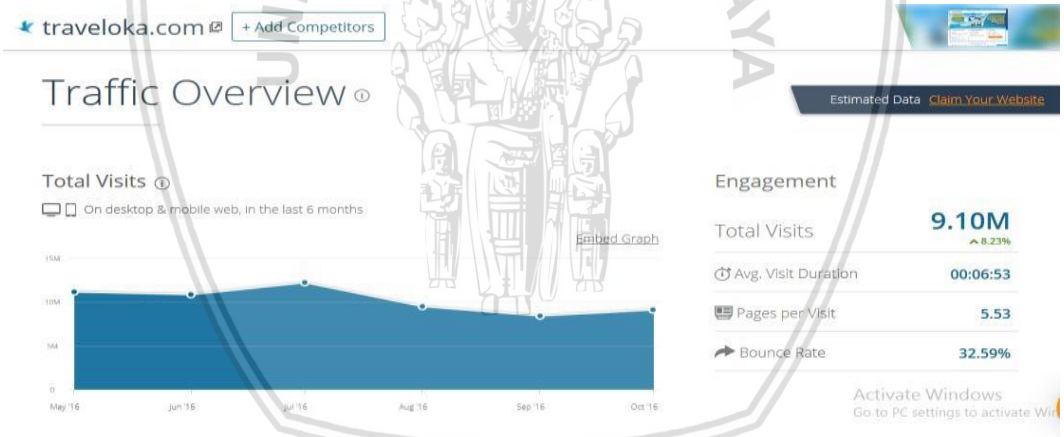 traveloka.com + Add Competitors
Traffic Overview
Estimated Data Claim Your Website
Total Visits
On desktop & mobile web, in the last 6 months
Embed Graph
15M
10M
5M
0
May '16 Jun '16 Jul '16 Aug '16 Sep '16 Oct '16
Engagement
Total Visits 9.10M
8.23%
Avg. Visit Duration 00:06:53
Pages per Visit 5.53
Bounce Rate 32.59%
Activate Windows
Go to PC settings to activate Win